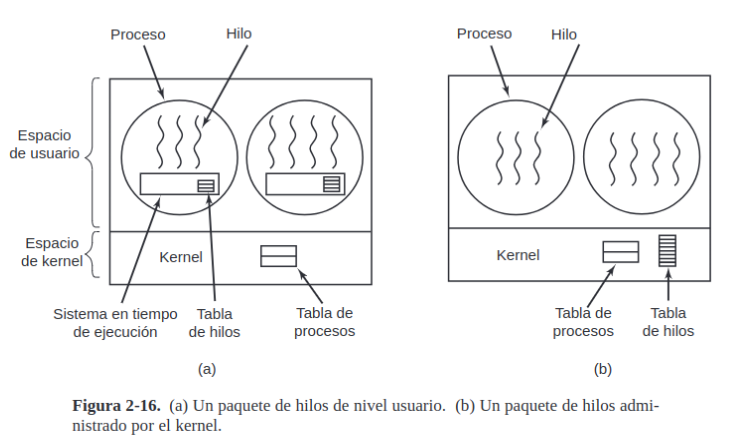 Proceso
Hilo
Espacio
de usuario
Espacio
de kernel
Kernel
Sistema en tiempo
de ejecución
Tabla
de hilos
Tabla de
procesos
(a)
Proceso
Hilo
Kernel
Tabla de
procesos
Tabla
de hilos
(b)
Figura 2-16. (a) Un paquete de hilos de nivel usuario. (b) Un paquete de hilos admi-
nistrado por el kernel.